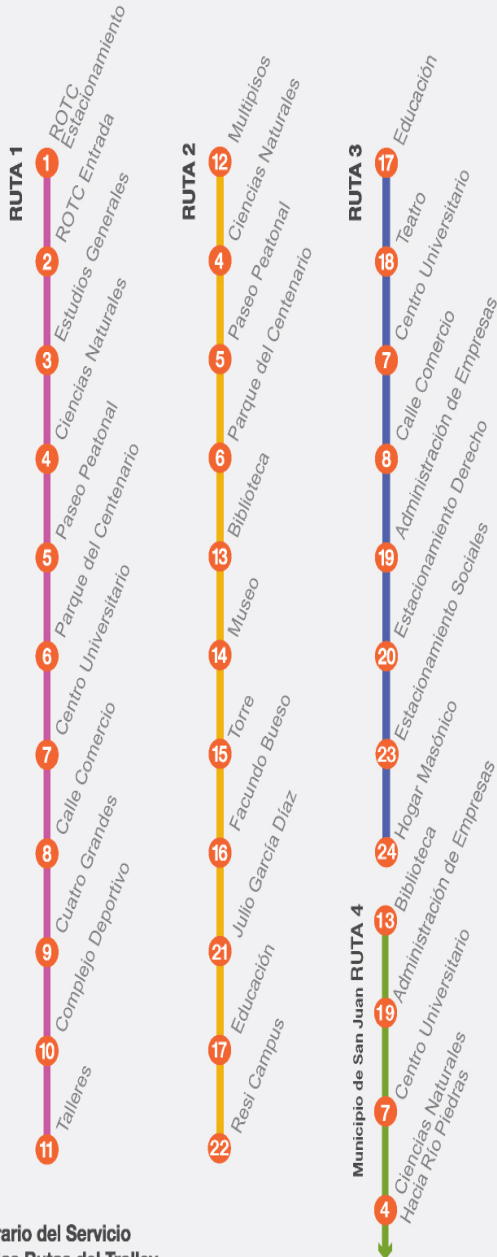 RUTA 1
1
ROTC
Estacionamiento
2
ROTC Entrada
3
Estudios Generales
4
Ciencias Naturales
5
Paseo Peatonal
6
Parque del Centenario
7
Centro Universitario
8
Calle Comercio
9
Cuatro Grandes
10
Complejo Deportivo
11
Talleres
RUTA 2
12
Multipisos
4
Ciencias Naturales
5
Paseo Peatonal
6
Parque del Centenario
13
Biblioteca
14
Museo
15
Torre
16
Facundo Bueso
21
Julio García Díaz
17
Educación
22
Resi Campus
RUTA 3
17
Educación
18
Teatro
7
Centro Universitario
8
Calle Comercio
19
Administración de Empresas
20
Estacionamiento Derecho
23
Estacionamiento Sociales
24
Hogar Masónico
Municipio de San Juan RUTA 4
13
Biblioteca
19
Administración de Empresas
7
Centro Universitario
4
Ciencias Naturales
Hacia Río Piedras
rario del Servicio
Rutas del Trolley